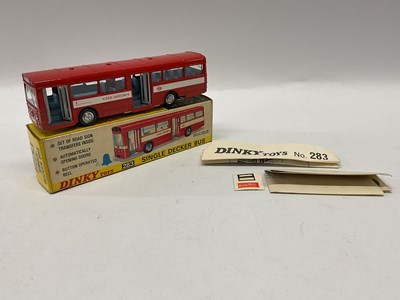 SET OF ROAD SIGN
TRANSFERS INSIDE
AUTOMATICALLY
OPENING DOORS
BUTTON OPERATED
BELL
DINKY TOYS
283
SINGLE DECKER BUS
DINKY TOYS No. 283